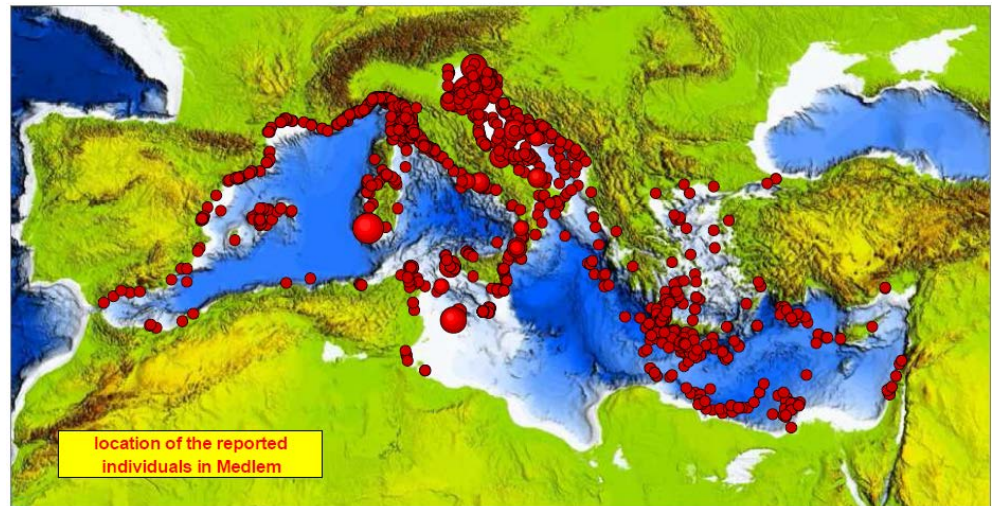 location of the reported
individuals in Medlem